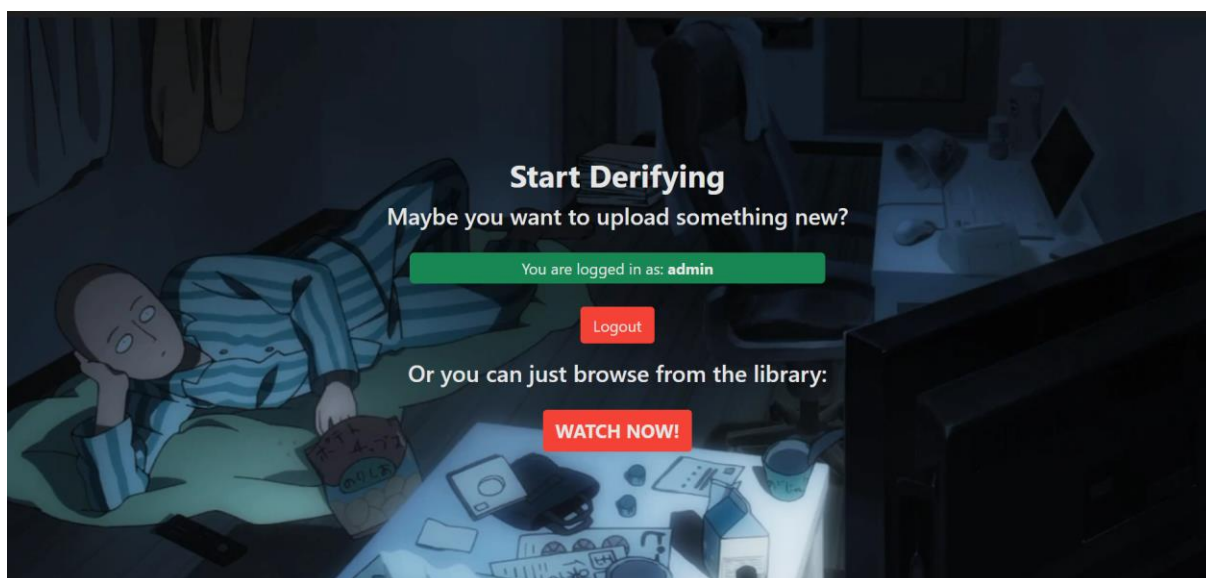 Start Derifying
Maybe you want to upload something new?
You are logged in as: admin
Logout
Or you can just browse from the library:
WATCH NOW!